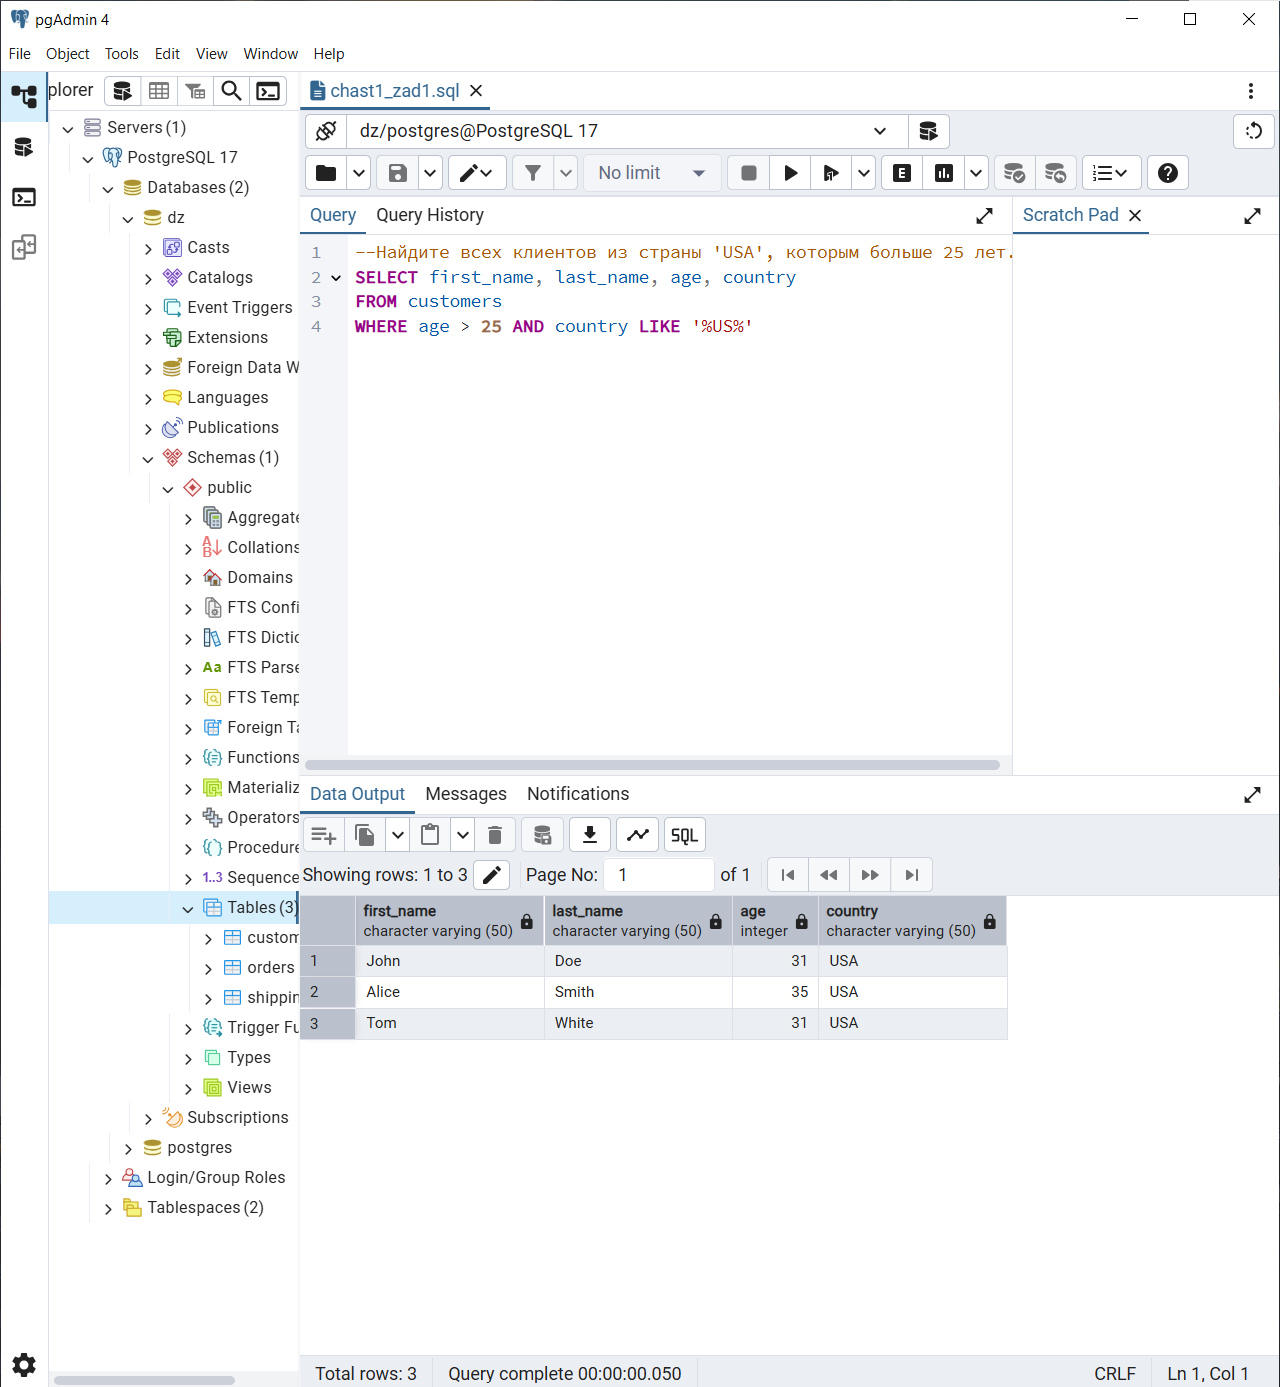 pgAdmin 4
File Object Tools Edit View Window Help
plorer
Servers (1)
PostgreSQL 17
Databases (2)
dz
Casts
Catalogs
Event Triggers
Extensions
Foreign Data W
Languages
Publications
Schemas (1)
public
Aggregate
Collations
Domains
FTS Confi
FTS Dictio
FTS Parse
FTS Temp
Foreign Ta
Functions
Materializ
Operators
Procedure
1..3 Sequence
Tables (3)
custom
orders
shippin
Trigger Fu
Types
Views
Subscriptions
postgres
Login/Group Roles
Tablespaces (2)
chast1_zad1.sql
dz/postgres@PostgreSQL 17
No limit
E
Query Query History
Scratch Pad
1 --Найдите всех клиентов из страны 'USA', которым больше 25 лет.
2 SELECT first_name, last_name, age, country
3 FROM customers
4 WHERE age > 25 AND country LIKE '%US%'
Data Output Messages Notifications
SQL
Showing rows: 1 to 3 Page No: 1 of 1
first_name last_name age country
character varying (50) character varying (50) integer character varying (50)
1 John Doe 31 USA
2 Alice Smith 35 USA
3 Tom White 31 USA
Total rows: 3 Query complete 00:00:00.050 CRLF Ln 1, Col 1